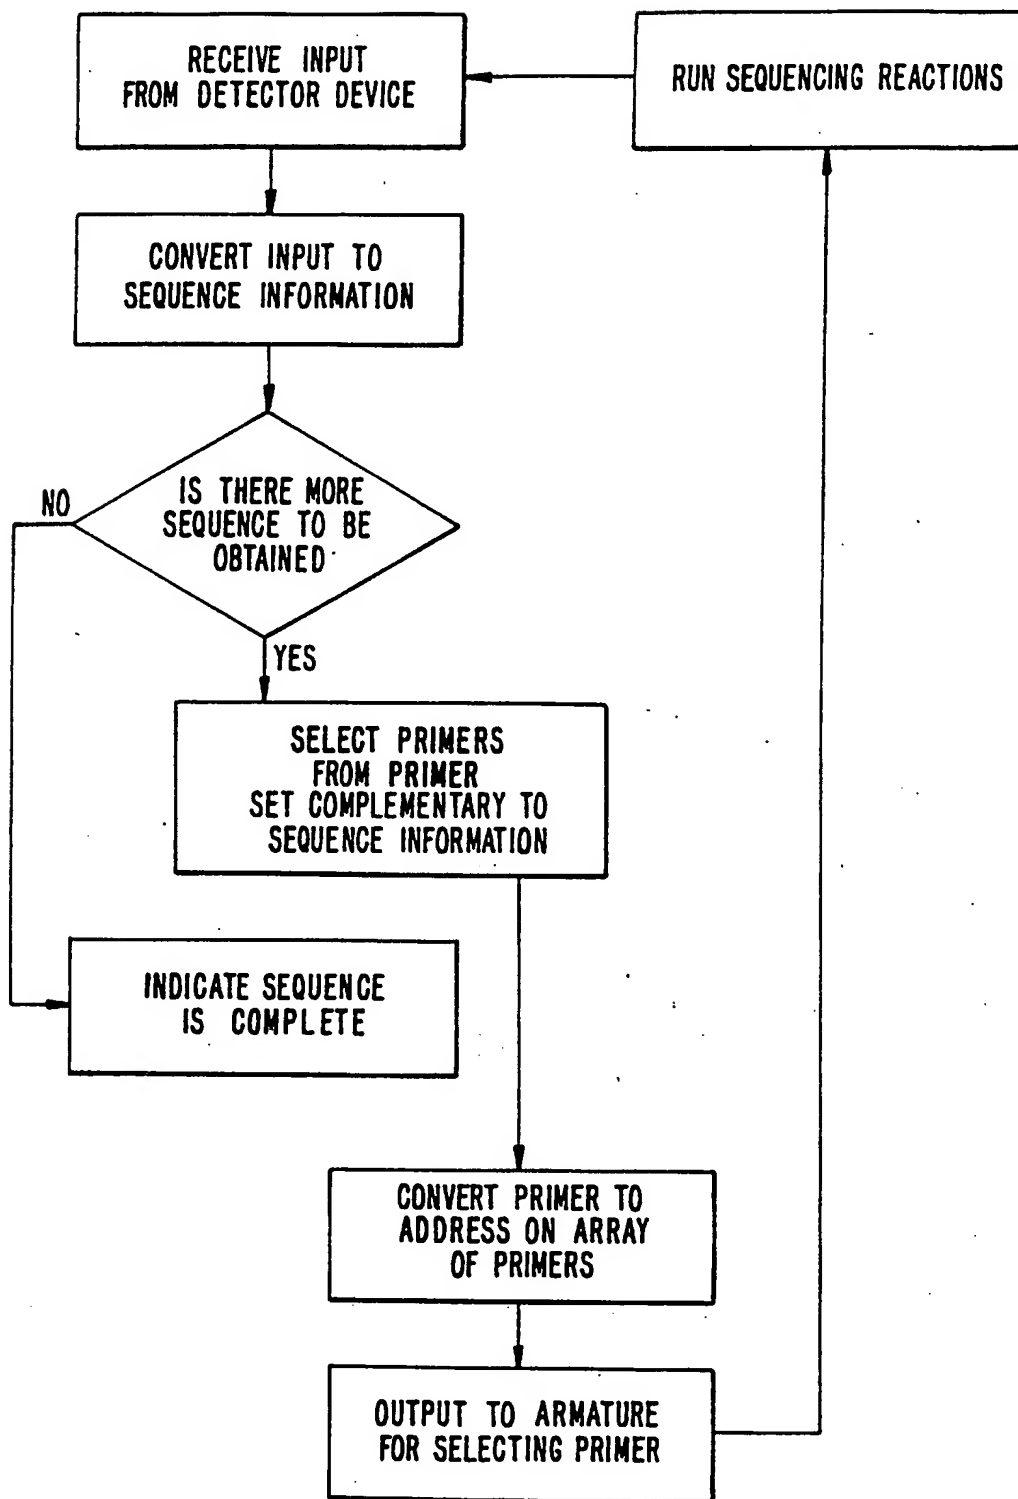 RECEIVE INPUT
FROM DETECTOR DEVICE
RUN SEQUENCING REACTIONS
CONVERT INPUT TO
SEQUENCE INFORMATION
IS THERE MORE
SEQUENCE TO BE
OBTAINED
NO
YES
SELECT PRIMERS
FROM PRIMER
SET COMPLEMENTARY TO
SEQUENCE INFORMATION
INDICATE SEQUENCE
IS COMPLETE
CONVERT PRIMER TO
ADDRESS ON ARRAY
OF PRIMERS
OUTPUT TO ARMATURE
FOR SELECTING PRIMER